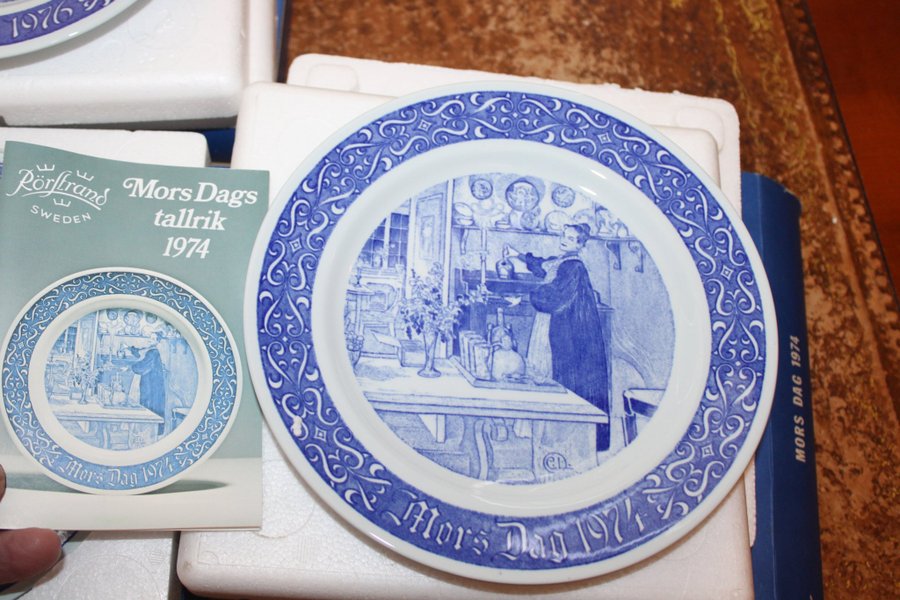 1976
Rörstrand
SWEDEN
Mors Dags
tallrik
1974
Mors Dag 1974
Mors Dag 1974
MORS DAG 1974